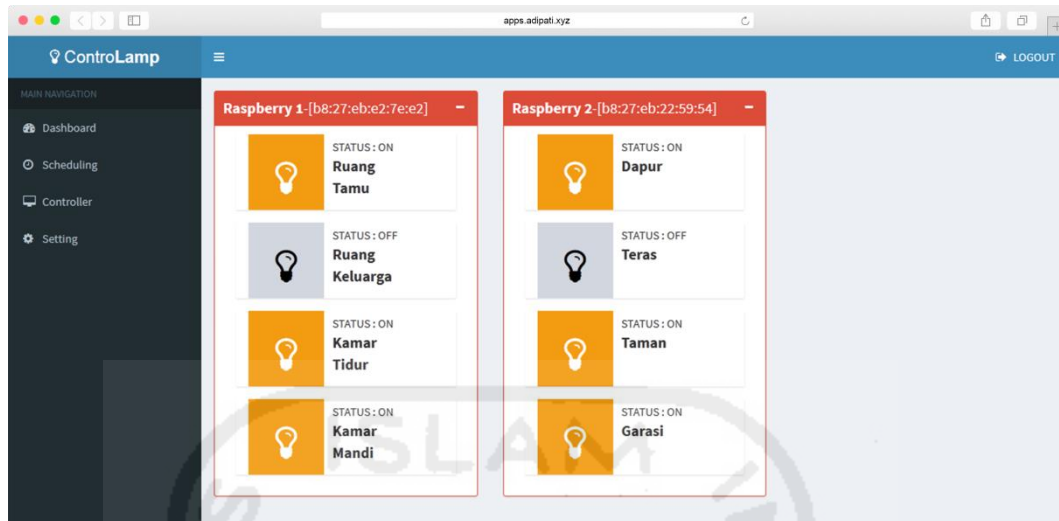 apps.adipati.xyz
ControLamp
LOGOUT
MAIN NAVIGATION
Dashboard
Scheduling
Controller
Setting
Raspberry 1-[b8:27:eb:e2:7e:e2]
STATUS : ON
Ruang
Tamu
STATUS : OFF
Ruang
Keluarga
STATUS : ON
Kamar
Tidur
STATUS : ON
Kamar
Mandi
Raspberry 2-[b8:27:eb:22:59:54]
STATUS : ON
Dapur
STATUS : OFF
Teras
STATUS : ON
Taman
STATUS : ON
Garasi
ISLAM